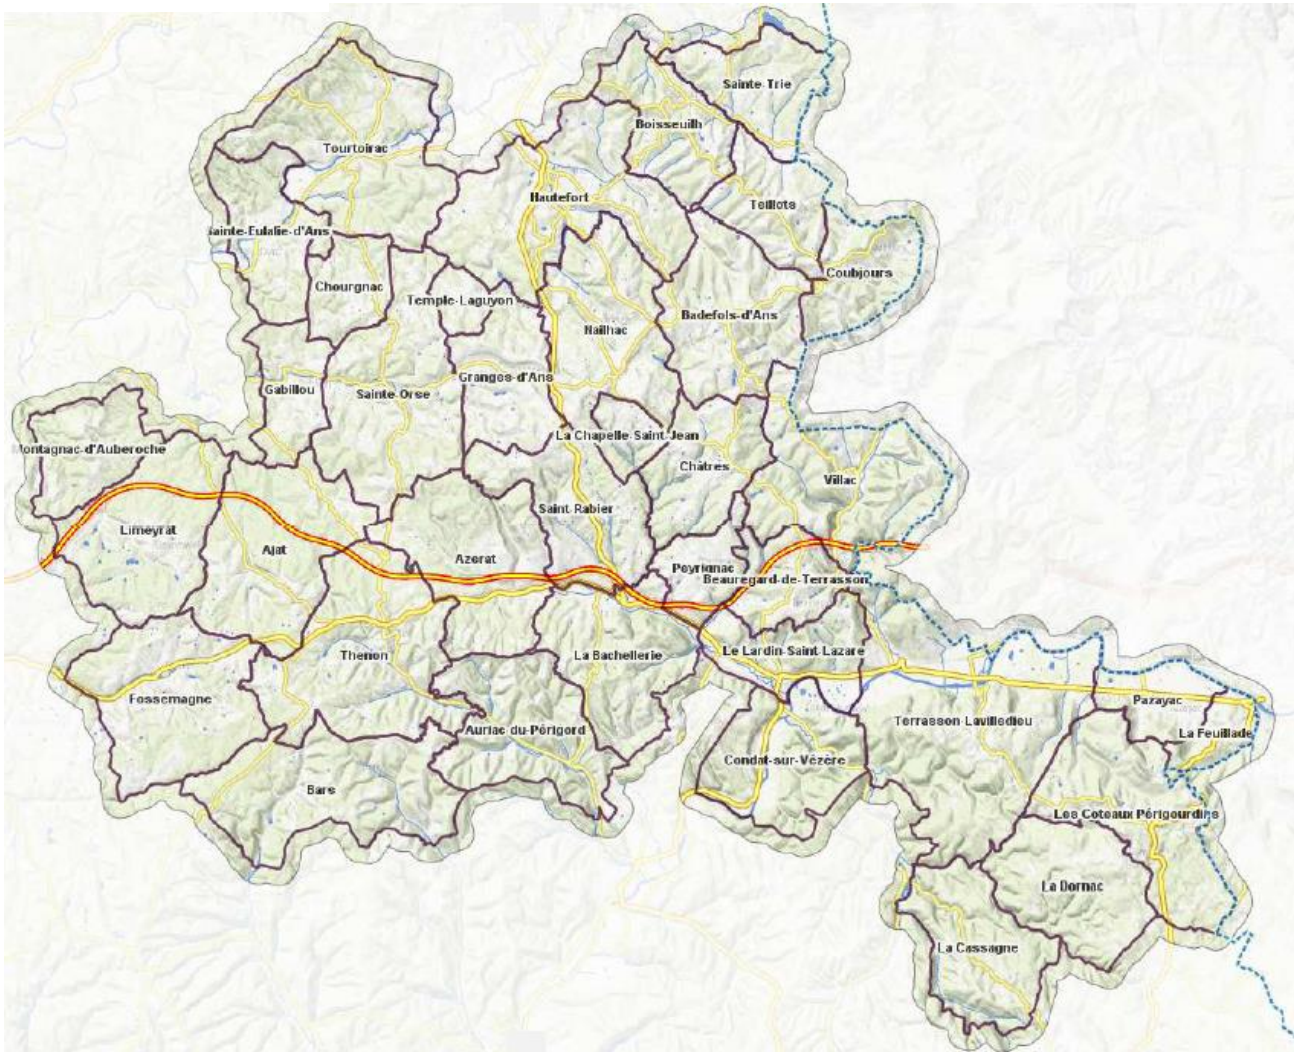 Sainte-Trie
Boisseuilh
Tourtoirac
Hautefort
Teillots
Sainte-Eulalie-d'Ans
Coubjours
Chourgnac
Temple-Laguyon
Badefols-d'Ans
Nailhac
Granges-d'Ans
Gabillou
Sainte-Orse
La Chapelle-Saint-Jean
Montagnac-d'Auberoche
Châtres
Villac
Saint-Rabier
Limeyrat
Ajat
Azerat
Peyrignac
Beauregard-de-Terrasson
Thenon
La Bachellerie
Le Lardin-Saint-Lazare
Fossemagne
Pazayac
Terrasson-Lavilledieu
Auriac-du-Périgord
La Feuillade
Condat-sur-Vézère
Bars
Les Coteaux Périgourdins
La Dornac
La Cassagne